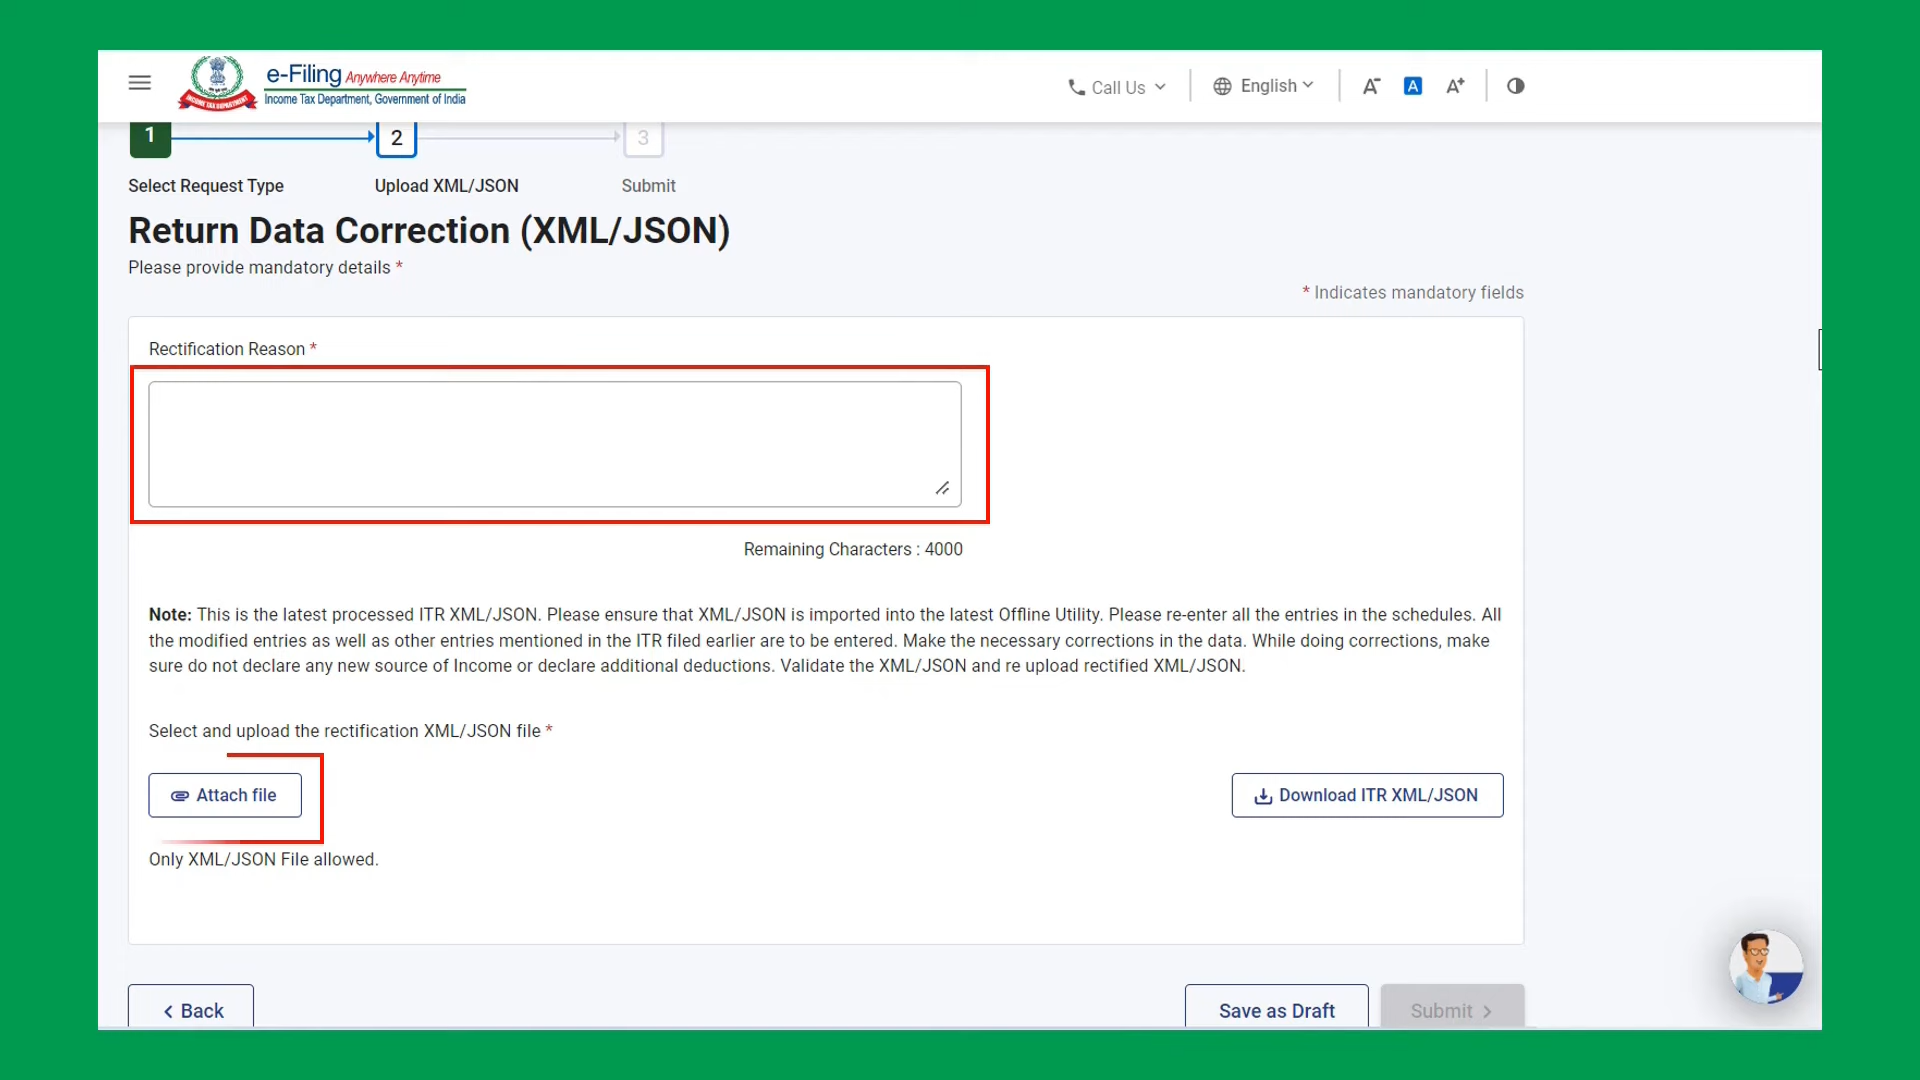 e-Filing Anywhere Anytime
Income Tax Department, Government of India
INCOME TAX DEPARTMENT
Call Us
English
A-
A
A+
1
2
3
Select Request Type
Upload XML/JSON
Submit
Return Data Correction (XML/JSON)
Please provide mandatory details *
* Indicates mandatory fields
Rectification Reason *
Remaining Characters : 4000
Note: This is the latest processed ITR XML/JSON. Please ensure that XML/JSON is imported into the latest Offline Utility. Please re-enter all the entries in the schedules. All
the modified entries as well as other entries mentioned in the ITR filed earlier are to be entered. Make the necessary corrections in the data. While doing corrections, make
sure do not declare any new source of Income or declare additional deductions. Validate the XML/JSON and re upload rectified XML/JSON.
Select and upload the rectification XML/JSON file *
Attach file
Download ITR XML/JSON
Only XML/JSON File allowed.
< Back
Save as Draft
Submit >